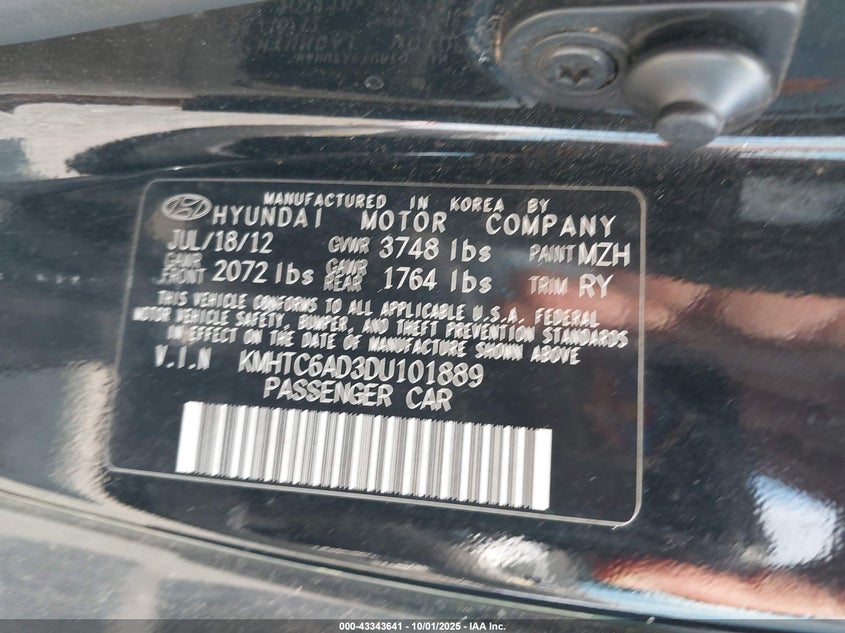 MANUFACTURED IN KOREA BY
HYUNDAI MOTOR COMPANY
JUL/18/12 GVWR 3748 lbs PAINT MZH
GAWR FRONT 2072 lbs GAWR REAR 1764 lbs TRIM RY
THIS VEHICLE CONFORMS TO ALL APPLICABLE U.S.A. FEDERAL
MOTOR VEHICLE SAFETY, BUMPER, AND THEFT PREVENTION STANDARDS
IN EFFECT ON THE DATE OF MANUFACTURE SHOWN ABOVE
V.I.N KMHTC6AD3DU101889
PASSENGER CAR
000-43343641 - 10/01/2025 - IAA Inc.